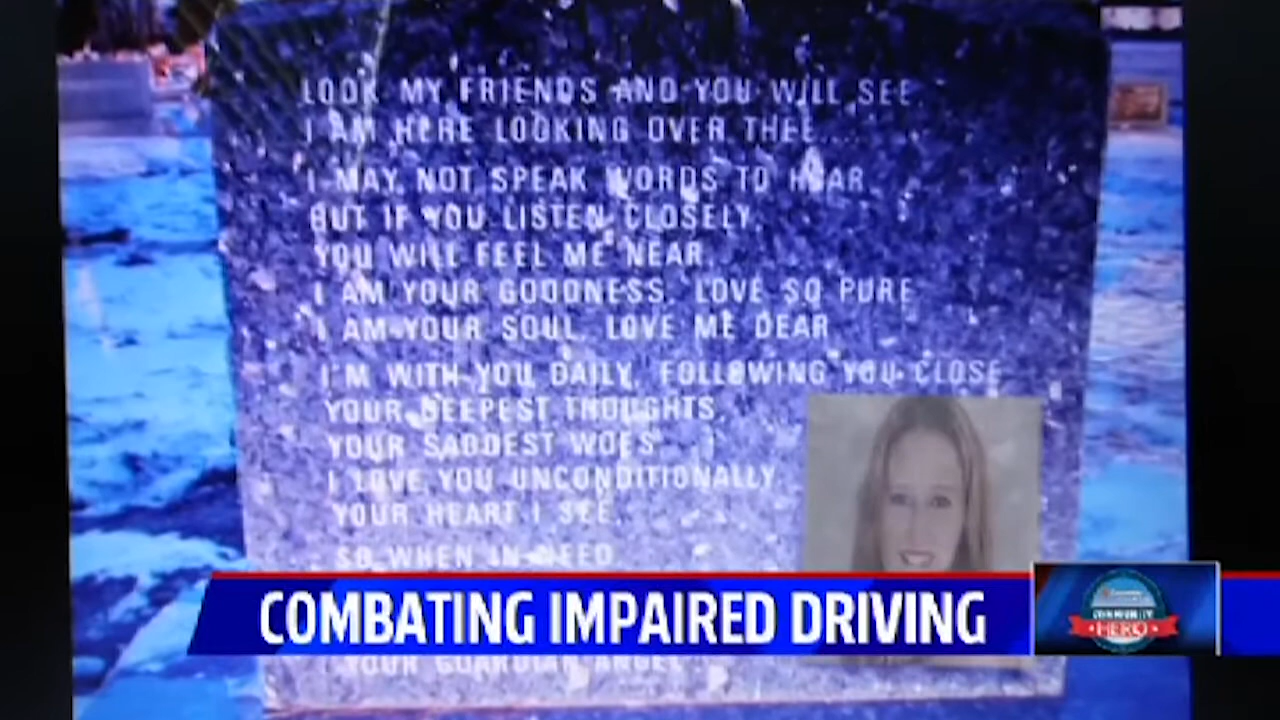 LOOK MY FRIENDS AND YOU WILL SEE,
I AM HERE LOOKING OVER THEE...
I MAY NOT SPEAK WORDS TO HEAR,
BUT IF YOU LISTEN CLOSELY,
YOU WILL FEEL ME NEAR.
I AM YOUR GOODNESS, LOVE SO PURE
I AM YOUR SOUL, LOVE ME DEAR
I'M WITH YOU DAILY, FOLLOWING YOU CLOSE
YOUR DEEPEST THOUGHTS,
YOUR SADDEST WOES
I LOVE YOU UNCONDITIONALLY
YOUR HEART I SEE,
SO WHEN IN NEED
COMBATING IMPAIRED DRIVING
COMMUNITY
HERO
YOUR GUARDIAN ANGEL